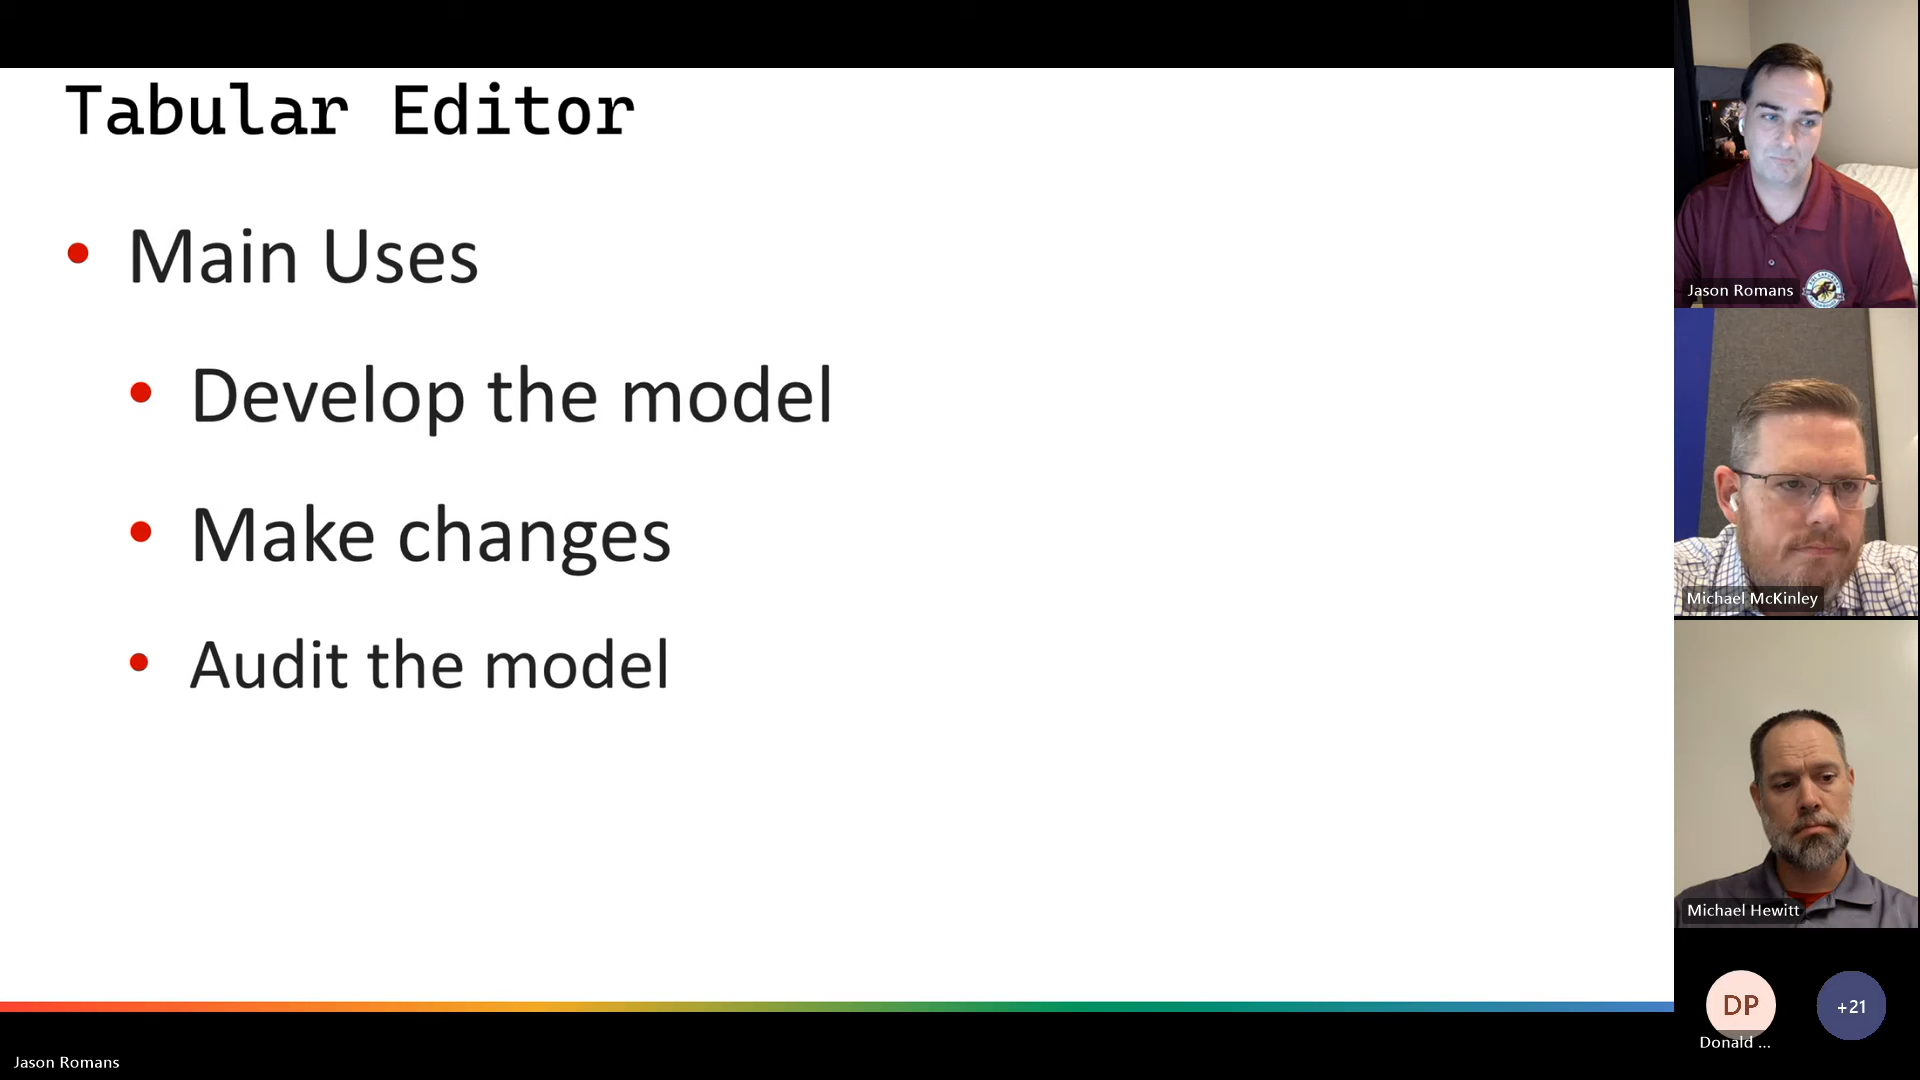 Tabular Editor
Main Uses
Develop the model
Make changes
Audit the model
Jason Romans
Michael McKinley
Michael Hewitt
DP
Donald ...
+21
Jason Romans